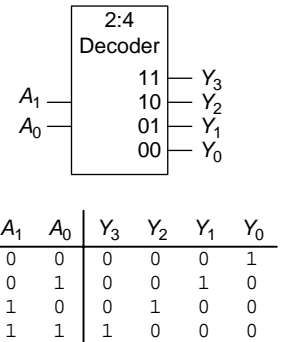 2:4
Decoder
11 Y3
A1 10 Y2
A0 01 Y1
00 Y0
A1 A0 Y3 Y2 Y1 Y0
0 0 0 0 0 1
0 1 0 0 1 0
1 0 0 1 0 0
1 1 1 0 0 0